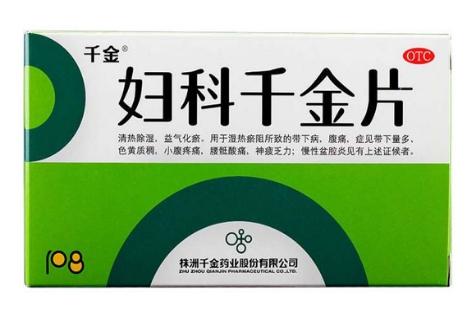 千金®
OTC
妇科千金片
清热除湿，益气化瘀。用于湿热瘀阻所致的带下病，腹痛，症见带下量多、
色黄质稠，小腹疼痛，腰骶酸痛，神疲乏力；慢性盆腔炎见有上述证候者。
108
株洲千金药业股份有限公司
ZHU ZHOU QIANJIN PHARMACEUTICAL CO.,LTD.